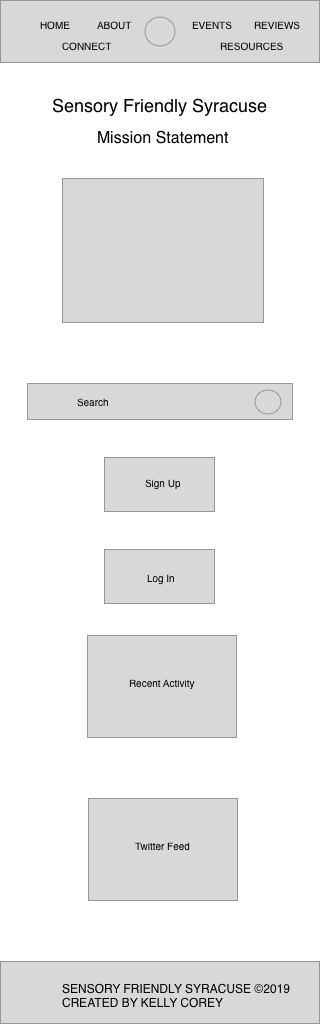 HOME ABOUT EVENTS REVIEWS
CONNECT RESOURCES
Sensory Friendly Syracuse
Mission Statement
Search
Sign Up
Log In
Recent Activity
Twitter Feed
SENSORY FRIENDLY SYRACUSE ©2019
CREATED BY KELLY COREY